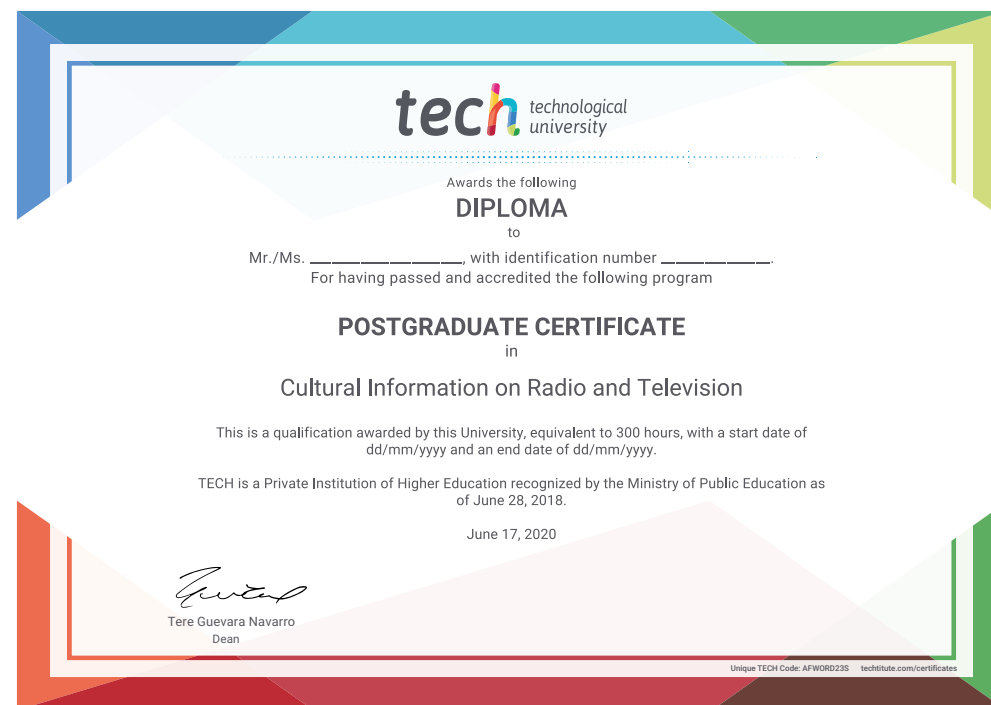 tech technological
university
Awards the following
DIPLOMA
to
Mr./Ms. ____________________, with identification number ______________.
For having passed and accredited the following program
POSTGRADUATE CERTIFICATE
in
Cultural Information on Radio and Television
This is a qualification awarded by this University, equivalent to 300 hours, with a start date of
dd/mm/yyyy and an end date of dd/mm/yyyy.
TECH is a Private Institution of Higher Education recognized by the Ministry of Public Education as
of June 28, 2018.
June 17, 2020
Tere Guevara Navarro
Dean
Unique TECH Code: AFWORD23S techtitute.com/certificates